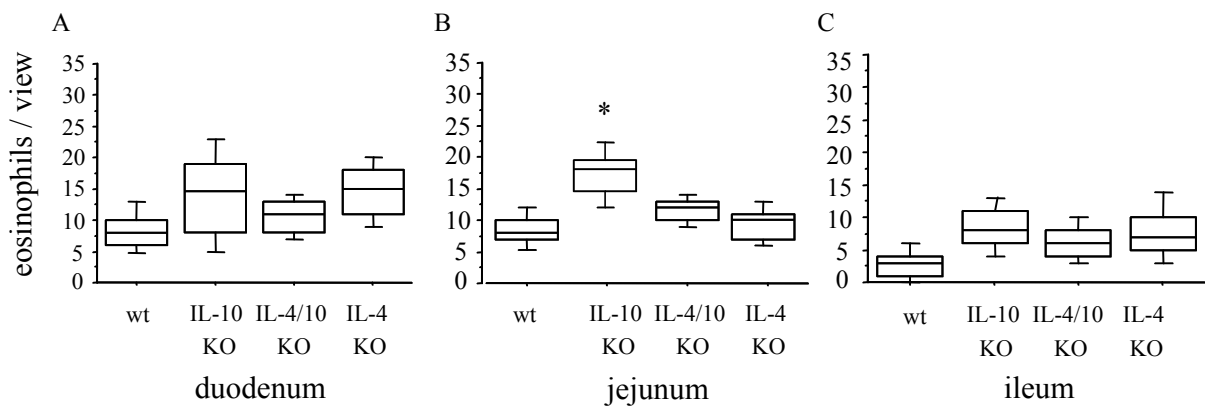 A
B
C
eosinophils / view
35
30
25
20
15
10
5
0
wt
IL-10 KO
IL-4/10 KO
IL-4 KO
duodenum
35
30
25
20
15
10
5
0
*
wt
IL-10 KO
IL-4/10 KO
IL-4 KO
jejunum
35
30
25
20
15
10
5
0
wt
IL-10 KO
IL-4/10 KO
IL-4 KO
ileum